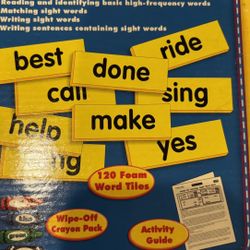 Reading and identifying basic high-frequency words
Matching sight words
Writing sight words
Writing sentences containing sight words
best
done
ride
call
sing
help
make
yes
120 Foam
Word Tiles
Wipe-Off
Crayon Pack
Activity
Guide